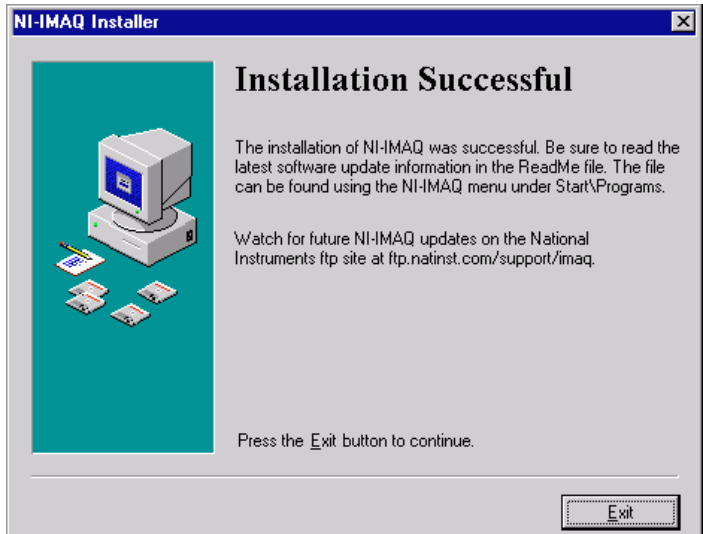 NI-IMAQ Installer
Installation Successful
The installation of NI-IMAQ was successful. Be sure to read the
latest software update information in the ReadMe file. The file
can be found using the NI-IMAQ menu under Start\Programs.
Watch for future NI-IMAQ updates on the National
Instruments ftp site at ftp.natinst.com/support/imaq.
Press the Exit button to continue.
Exit